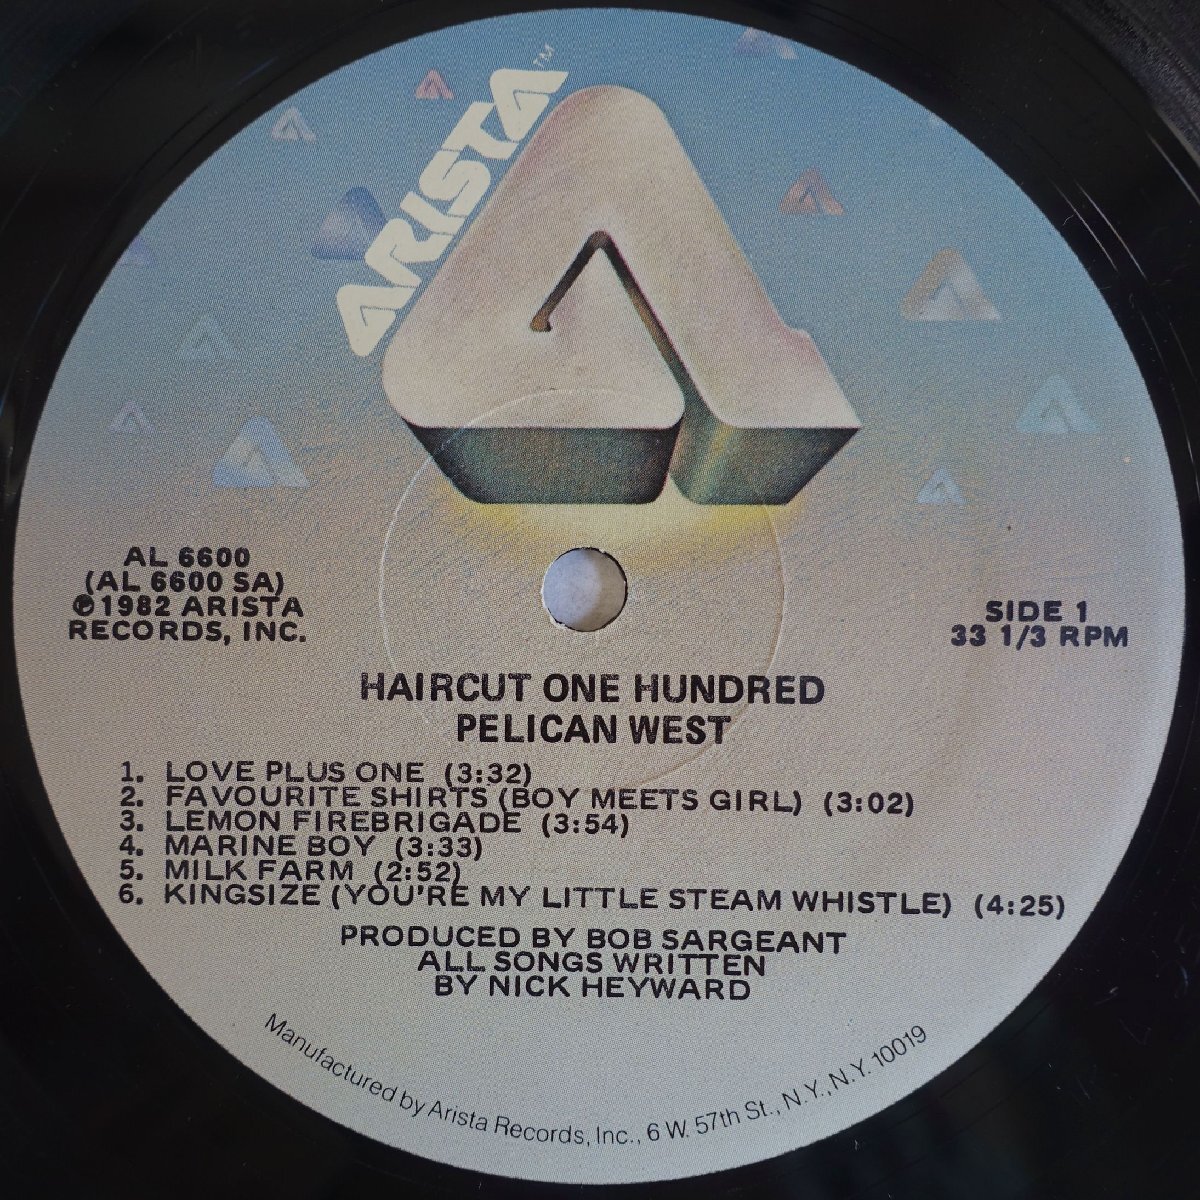 ARISTA™
AL 6600
(AL 6600 SA)
℗1982 ARISTA
RECORDS, INC.
SIDE 1
33 1/3 RPM
HAIRCUT ONE HUNDRED
PELICAN WEST
1. LOVE PLUS ONE (3:32)
2. FAVOURITE SHIRTS (BOY MEETS GIRL) (3:02)
3. LEMON FIREBRIGADE (3:54)
4. MARINE BOY (3:33)
5. MILK FARM (2:52)
6. KINGSIZE (YOU'RE MY LITTLE STEAM WHISTLE) (4:25)
PRODUCED BY BOB SARGEANT
ALL SONGS WRITTEN
BY NICK HEYWARD
Manufactured by Arista Records, Inc., 6 W. 57th St., N.Y., N.Y. 10019